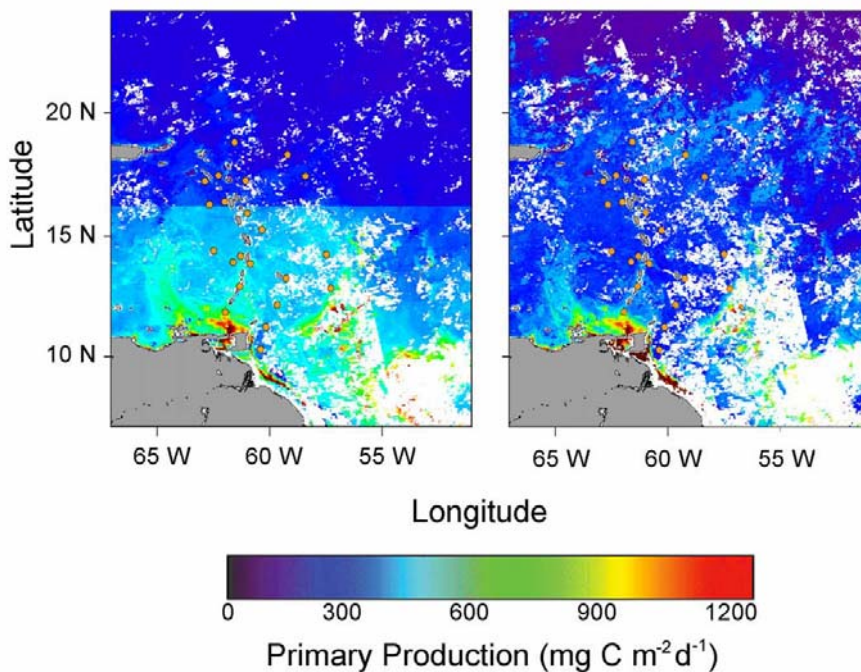 Latitude
20 N
15 N
10 N
65 W 60 W 55 W 65 W 60 W 55 W
Longitude
0 300 600 900 1200
Primary Production (mg C m⁻²d⁻¹)